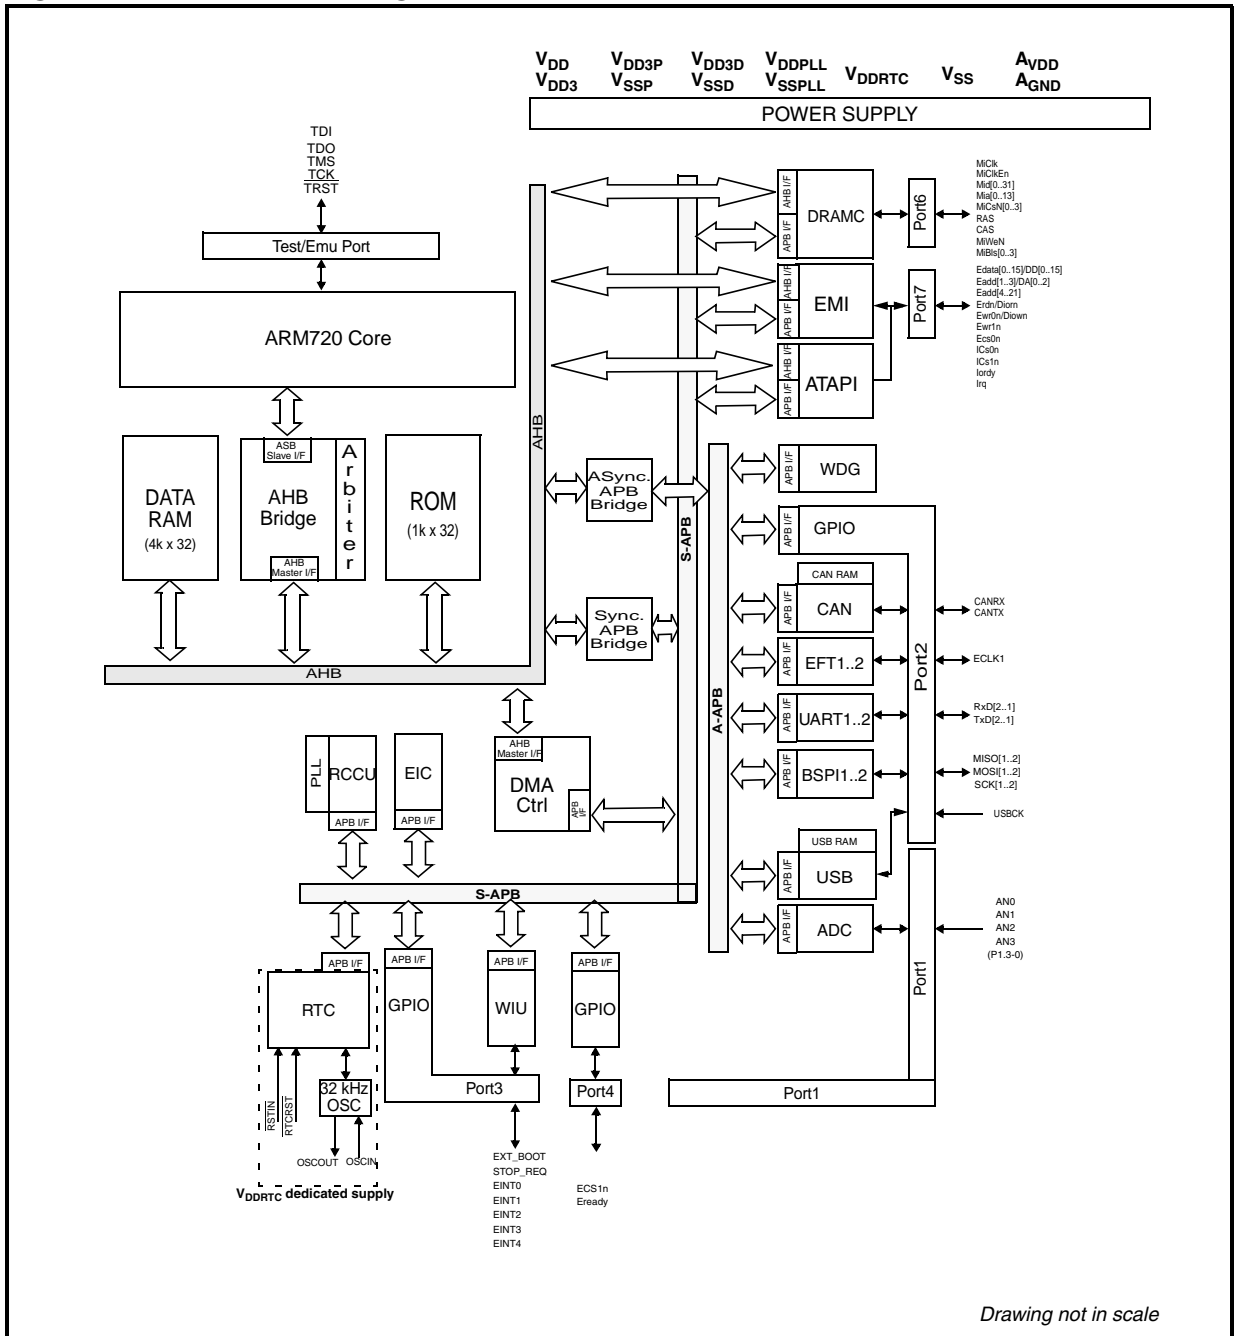 VDD VDD3P VDD3D VDDPLL VDDRTC VSS AVDD
VDD3 VSSP VSSD VSSPLL AGND
POWER SUPPLY
TDI
TDO
TMS
TCK
TRST
Test/Emu Port
ARM720 Core
DATA
RAM
(4k x 32)
ASB
Slave I/F
AHB
Bridge
AHB
Master I/F
Arbiter
ROM
(1k x 32)
AHB
AHB
ASync.
APB
Bridge
Sync.
APB
Bridge
S-APB
A-APB
AHB I/F
APB I/F
DRAMC
Port6
MiClk
MiClkEn
Mid[0..31]
Mia[0..13]
MiCsN[0..3]
RAS
CAS
MiWeN
MiBls[0..3]
AHB I/F
APB I/F
EMI
Port7
Edata[0..15]/DD[0..15]
Eadd[1..3]/DA[0..2]
Eadd[4..21]
Erdn/Diorn
Ewr0n/Diown
Ewr1n
Ecs0n
ICs0n
ICs1n
Iordy
Irq
AHB I/F
APB I/F
ATAPI
APB I/F
WDG
APB I/F
GPIO
CAN RAM
APB I/F
CAN
CANRX
CANTX
Port2
APB I/F
EFT1..2
ECLK1
APB I/F
UART1..2
RxD[2..1]
TxD[2..1]
APB I/F
BSPI1..2
MISO[1..2]
MOSI[1..2]
SCK[1..2]
USBCK
USB RAM
APB I/F
USB
APB I/F
ADC
AN0
AN1
AN2
AN3
(P1.3-0)
Port1
Port1
PLL
RCCU
APB I/F
EIC
APB I/F
AHB
Master I/F
DMA
Ctrl
APB
I/F
S-APB
APB I/F
RTC
32 kHz
OSC
RSTIN
RTCRST
OSCOUT
OSCIN
VDDRTC dedicated supply
APB I/F
GPIO
APB I/F
WIU
Port3
EXT_BOOT
STOP_REQ
EINT0
EINT1
EINT2
EINT3
EINT4
APB I/F
GPIO
Port4
ECS1n
Eready
Drawing not in scale